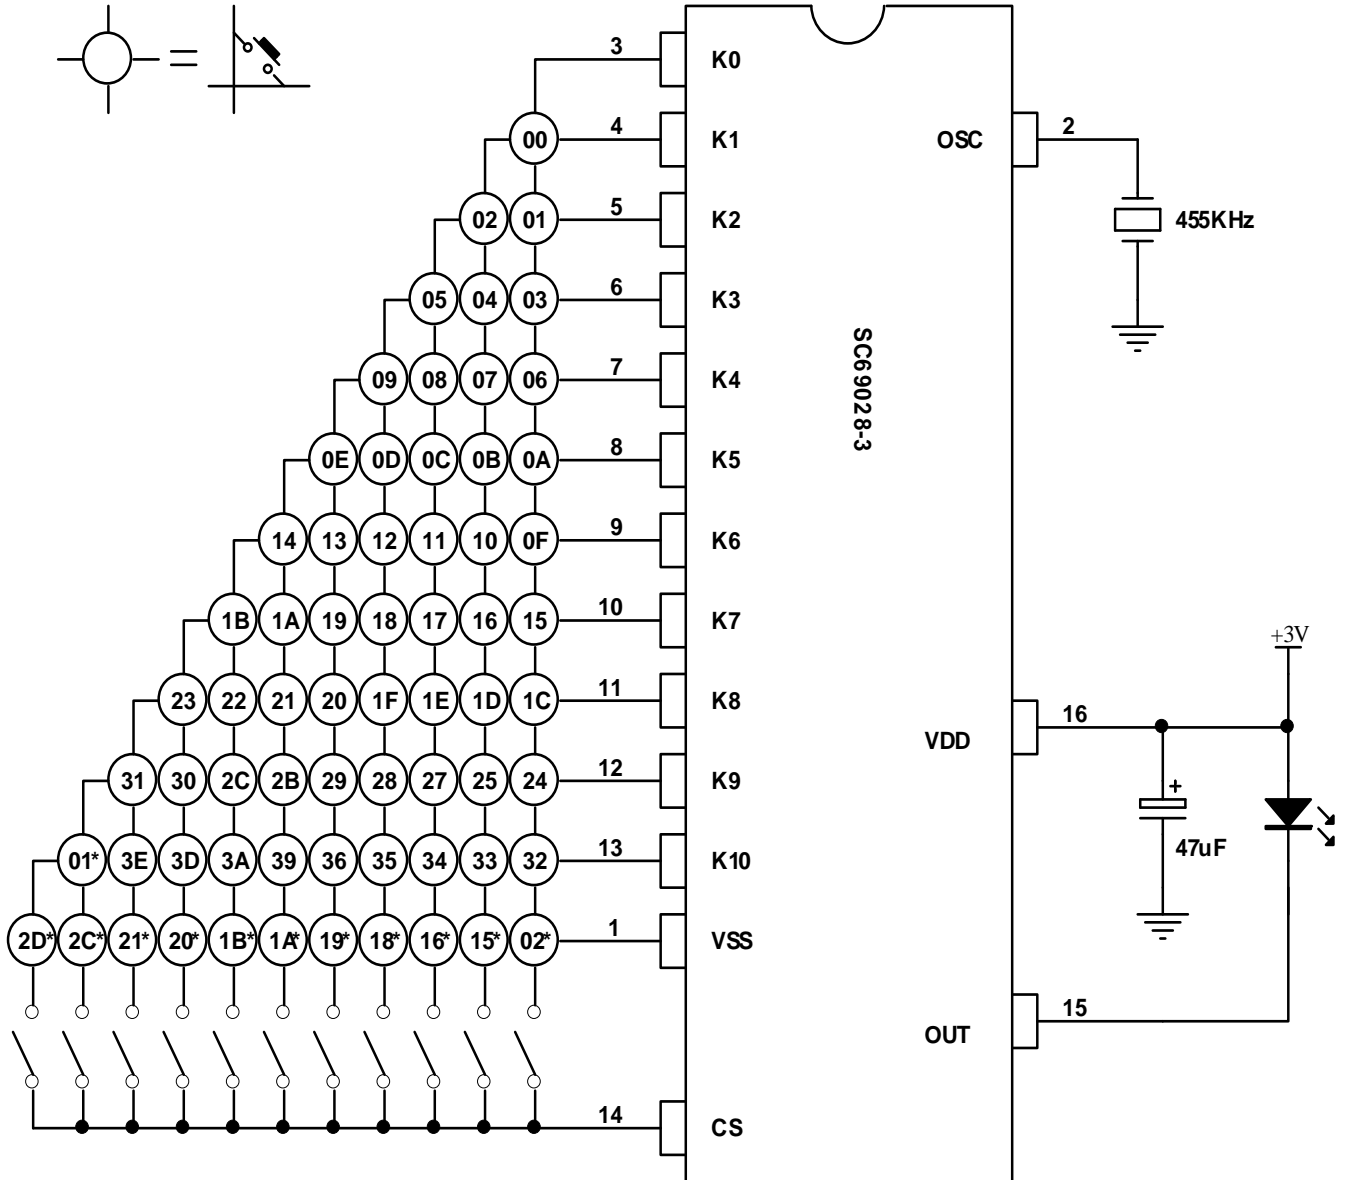 3 K0
00 4 K1 OSC 2
02 01 5 K2 455KHz
05 04 03 6 K3
SC69028-3
09 08 07 06 7 K4
0E 0D 0C 0B 0A 8 K5
14 13 12 11 10 0F 9 K6
1B 1A 19 18 17 16 15 10 K7
+3V
23 22 21 20 1F 1E 1D 1C 11 K8
VDD 16
31 30 2C 2B 29 28 27 25 24 12 K9
+
47uF
01* 3E 3D 3A 39 36 35 34 33 32 13 K10
2D* 2C* 21* 20* 1B* 1A* 19* 18* 16* 15* 02* 1 VSS
OUT 15
14 CS